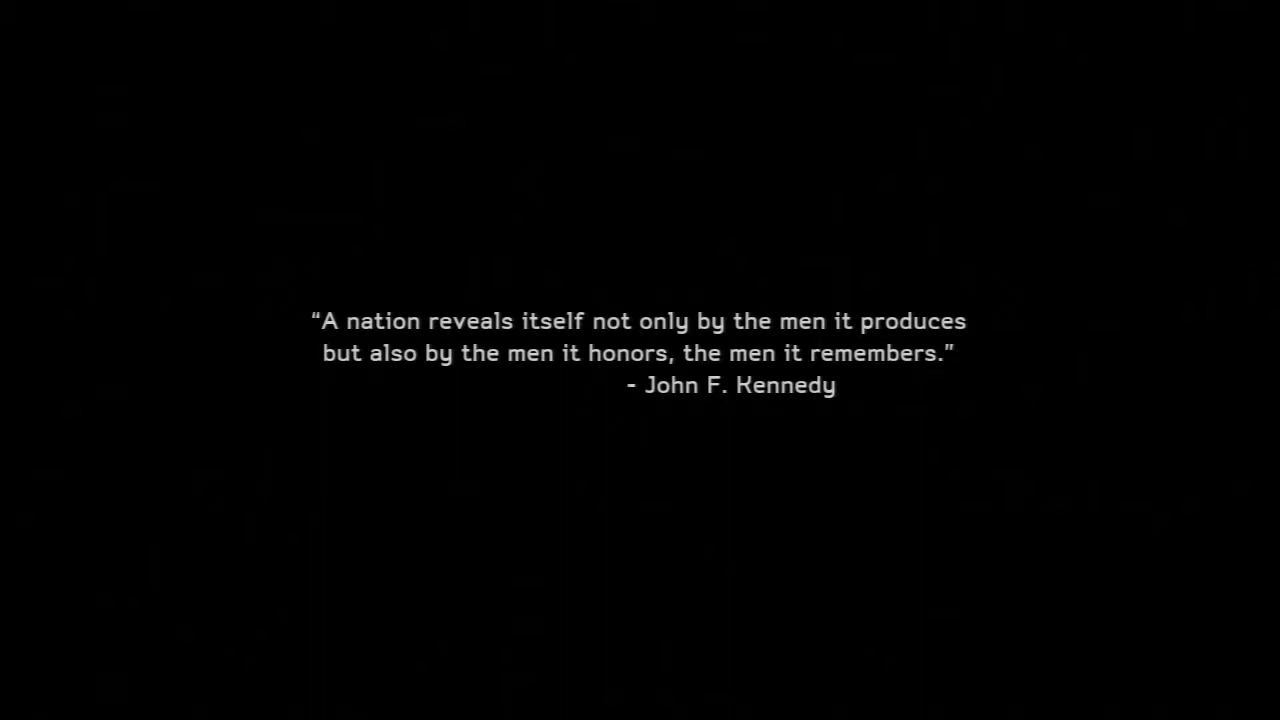 “A nation reveals itself not only by the men it produces
but also by the men it honors, the men it remembers.”
- John F. Kennedy